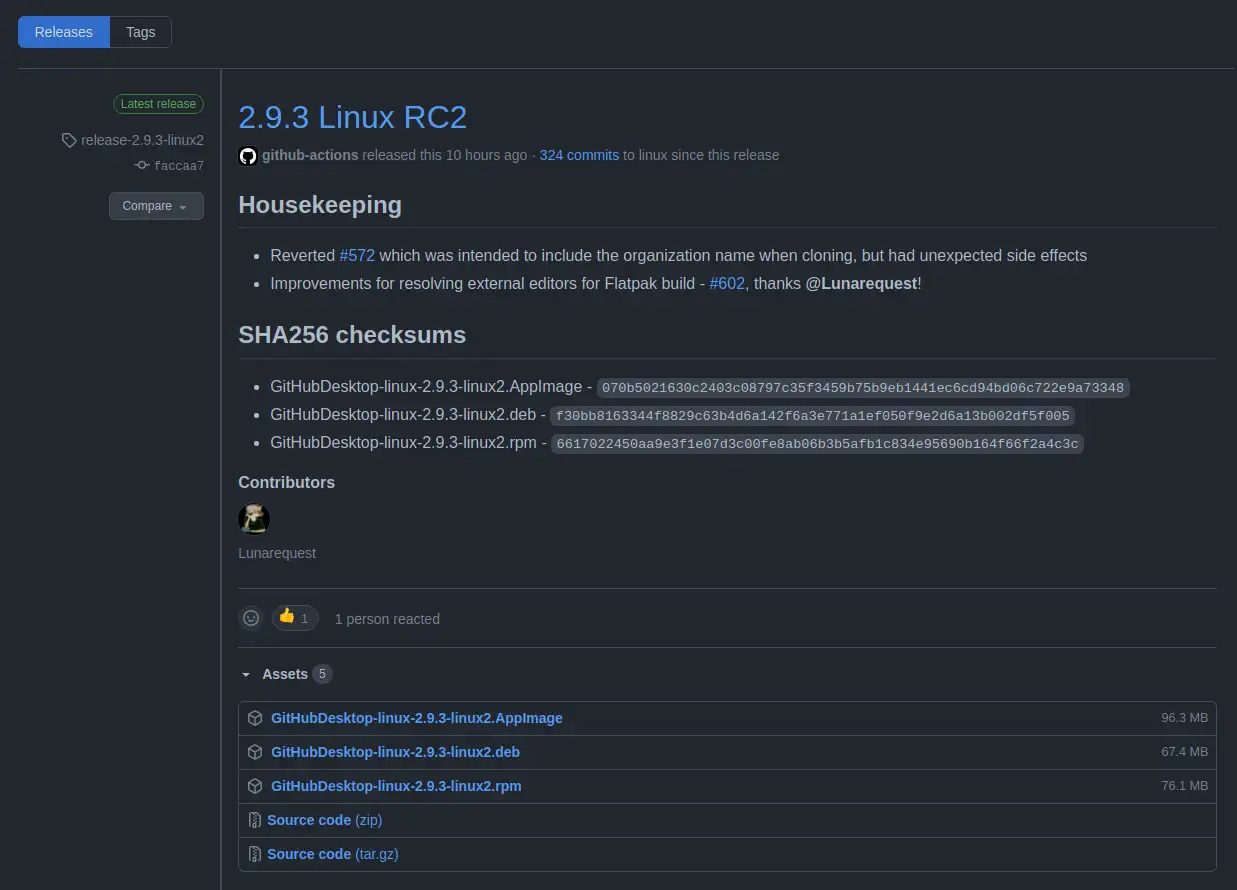 Releases Tags
Latest release
release-2.9.3-linux2
faccaa7
Compare
2.9.3 Linux RC2
github-actions released this 10 hours ago · 324 commits to linux since this release
Housekeeping
Reverted #572 which was intended to include the organization name when cloning, but had unexpected side effects
Improvements for resolving external editors for Flatpak build - #602, thanks @Lunarequest!
SHA256 checksums
GitHubDesktop-linux-2.9.3-linux2.AppImage - 070b5021630c2403c08797c35f3459b75b9eb1441ec6cd94bd06c722e9a73348
GitHubDesktop-linux-2.9.3-linux2.deb - f30bb8163344f8829c63b4d6a142f6a3e771a1ef050f9e2d6a13b002df5f005
GitHubDesktop-linux-2.9.3-linux2.rpm - 6617022450aa9e3f1e07d3c00fe8ab06b3b5afb1c834e95690b164f66f2a4c3c
Contributors
Lunarequest
1 1 person reacted
Assets 5
GitHubDesktop-linux-2.9.3-linux2.AppImage 96.3 MB
GitHubDesktop-linux-2.9.3-linux2.deb 67.4 MB
GitHubDesktop-linux-2.9.3-linux2.rpm 76.1 MB
Source code (zip)
Source code (tar.gz)